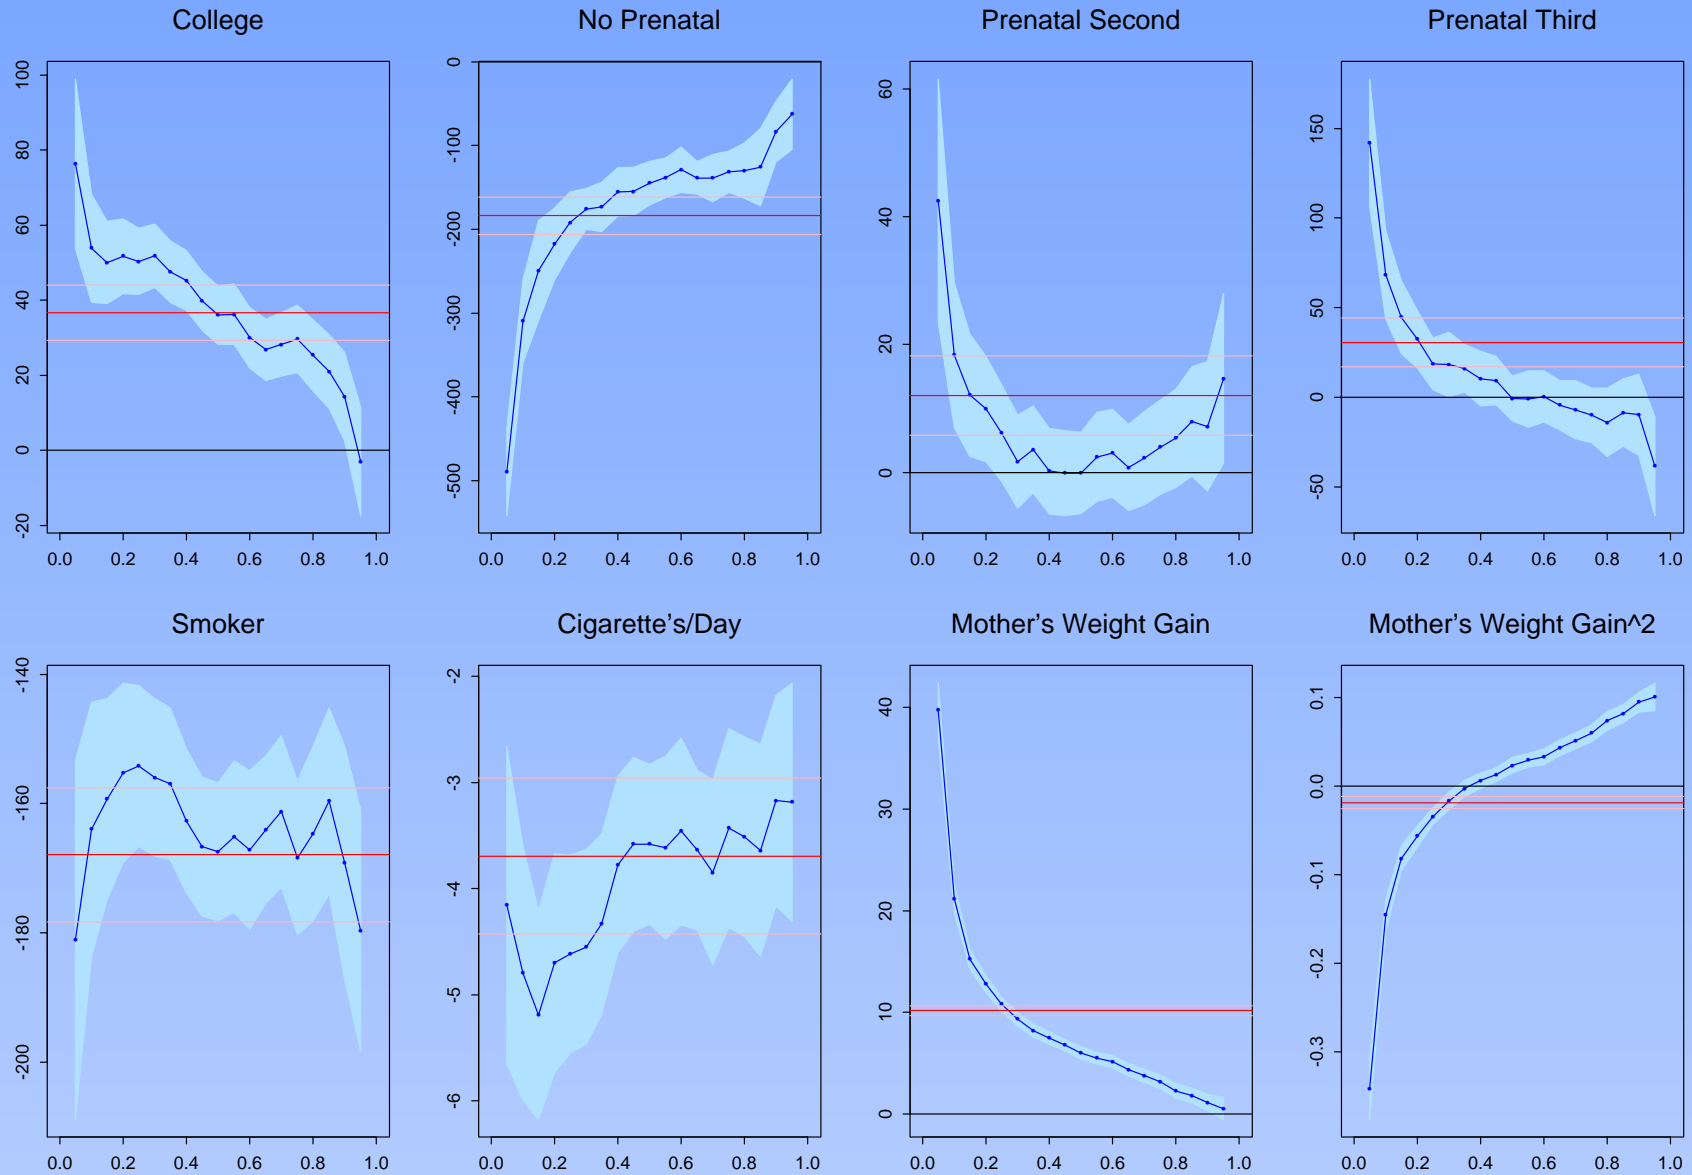 College
No Prenatal
Prenatal Second
Prenatal Third
100
80
60
40
20
0
-20
0.0 0.2 0.4 0.6 0.8 1.0
0
-100
-200
-300
-400
-500
0.0 0.2 0.4 0.6 0.8 1.0
60
40
20
0
0.0 0.2 0.4 0.6 0.8 1.0
150
100
50
0
50
0.0 0.2 0.4 0.6 0.8 1.0
Smoker
Cigarette's/Day
Mother's Weight Gain
Mother's Weight Gain^2
-140
-160
-180
-200
0.0 0.2 0.4 0.6 0.8 1.0
-2
-3
-4
-5
-6
0.0 0.2 0.4 0.6 0.8 1.0
40
30
20
10
0
0.0 0.2 0.4 0.6 0.8 1.0
0.1
0.0
-0.1
-0.2
-0.3
0.0 0.2 0.4 0.6 0.8 1.0